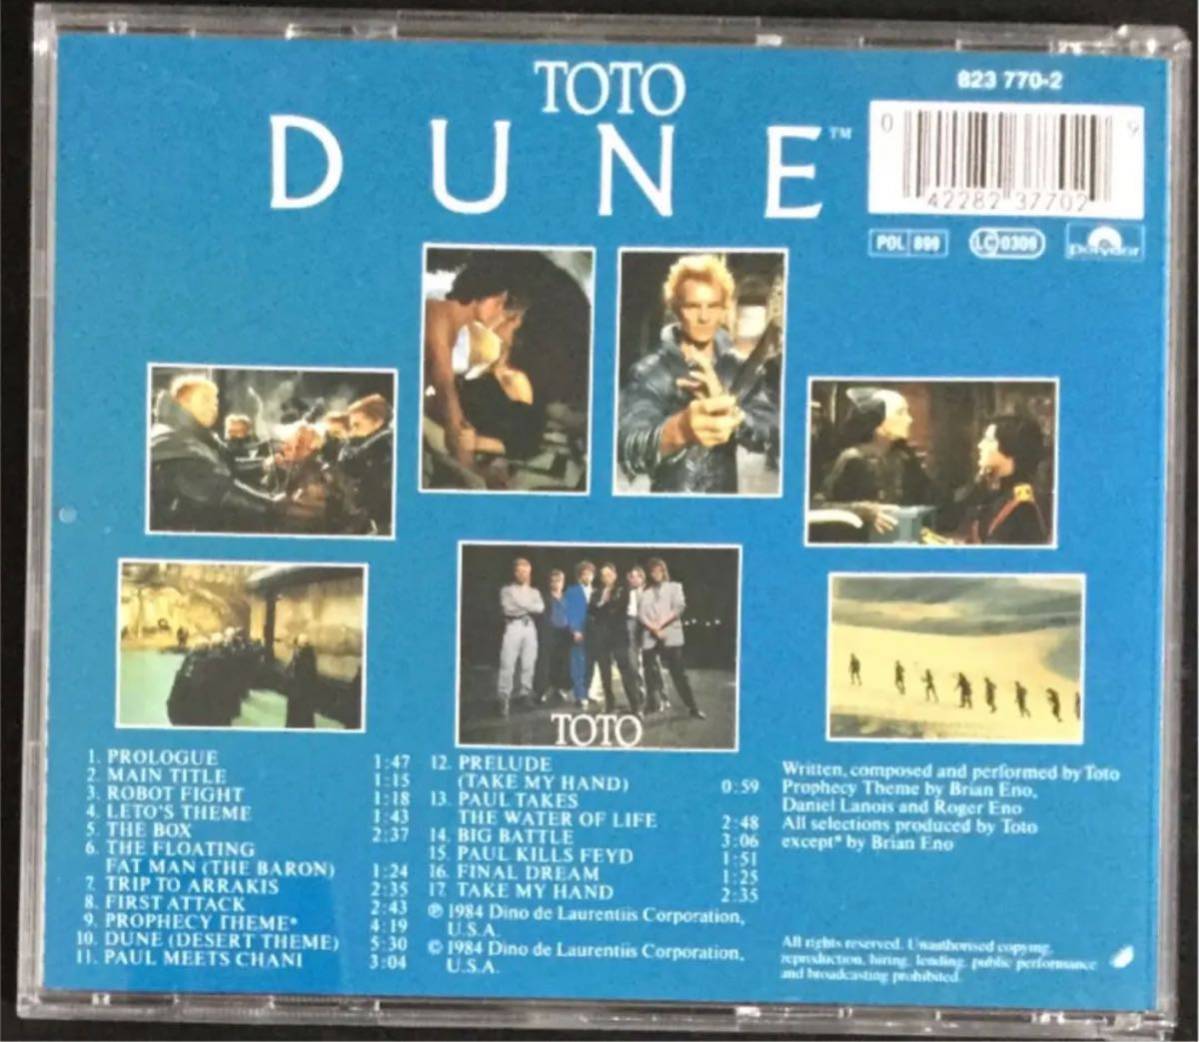 TOTO
DUNE™
823 770-2
0 42282 37702 9
POL 898
LC 0309
polydor
TOTO
1. PROLOGUE 1:47
2. MAIN TITLE 1:15
3. ROBOT FIGHT 1:18
4. LETO'S THEME 1:43
5. THE BOX 2:37
6. THE FLOATING
FAT MAN (THE BARON) 1:24
7. TRIP TO ARRAKIS 2:35
8. FIRST ATTACK 2:43
9. PROPHECY THEME* 4:19
10. DUNE (DESERT THEME) 5:30
11. PAUL MEETS CHANI 3:04
12. PRELUDE
(TAKE MY HAND) 0:59
13. PAUL TAKES
THE WATER OF LIFE 2:48
14. BIG BATTLE 3:06
15. PAUL KILLS FEYD 1:51
16. FINAL DREAM 1:25
17. TAKE MY HAND 2:35
℗ 1984 Dino de Laurentiis Corporation,
U.S.A.
© 1984 Dino de Laurentiis Corporation,
U.S.A.
Written, composed and performed by Toto
Prophecy Theme by Brian Eno,
Daniel Lanois and Roger Eno
All selections produced by Toto
except* by Brian Eno
All rights reserved. Unauthorised copying,
reproduction, hiring, lending, public performance
and broadcasting prohibited.